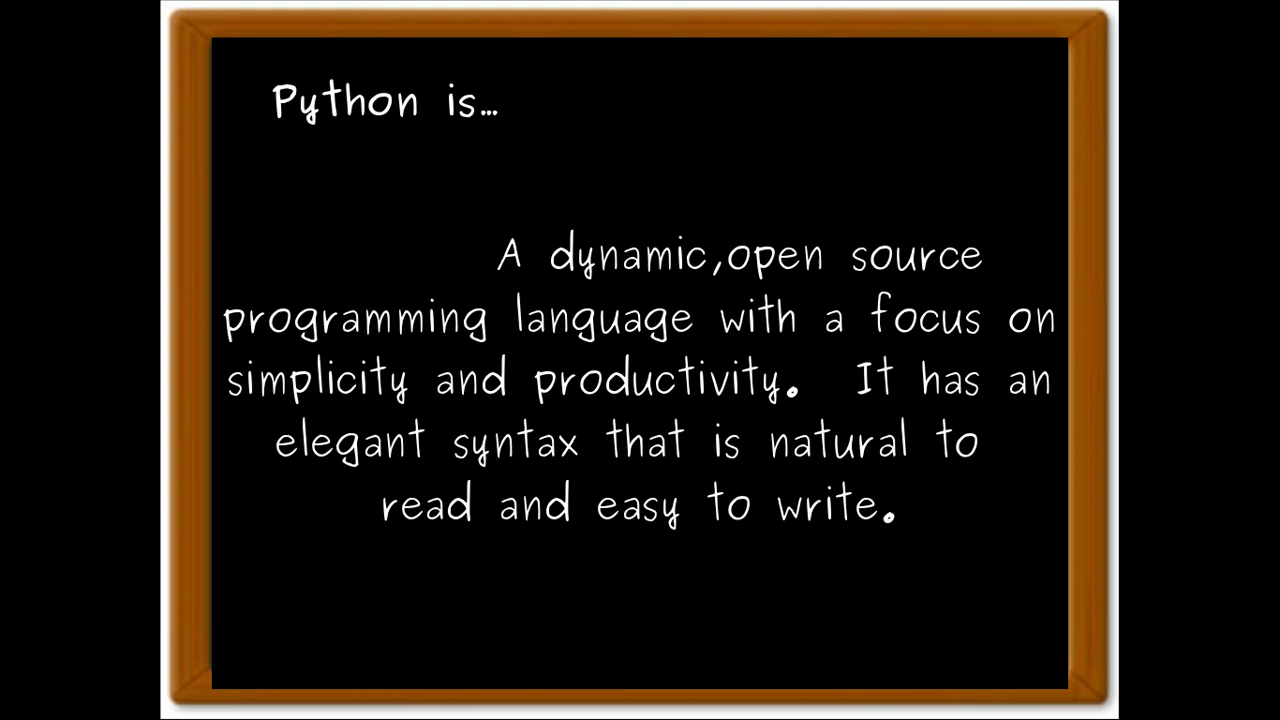 Python is...
A dynamic,open source
programming language with a focus on
simplicity and productivity. It has an
elegant syntax that is natural to
read and easy to write.